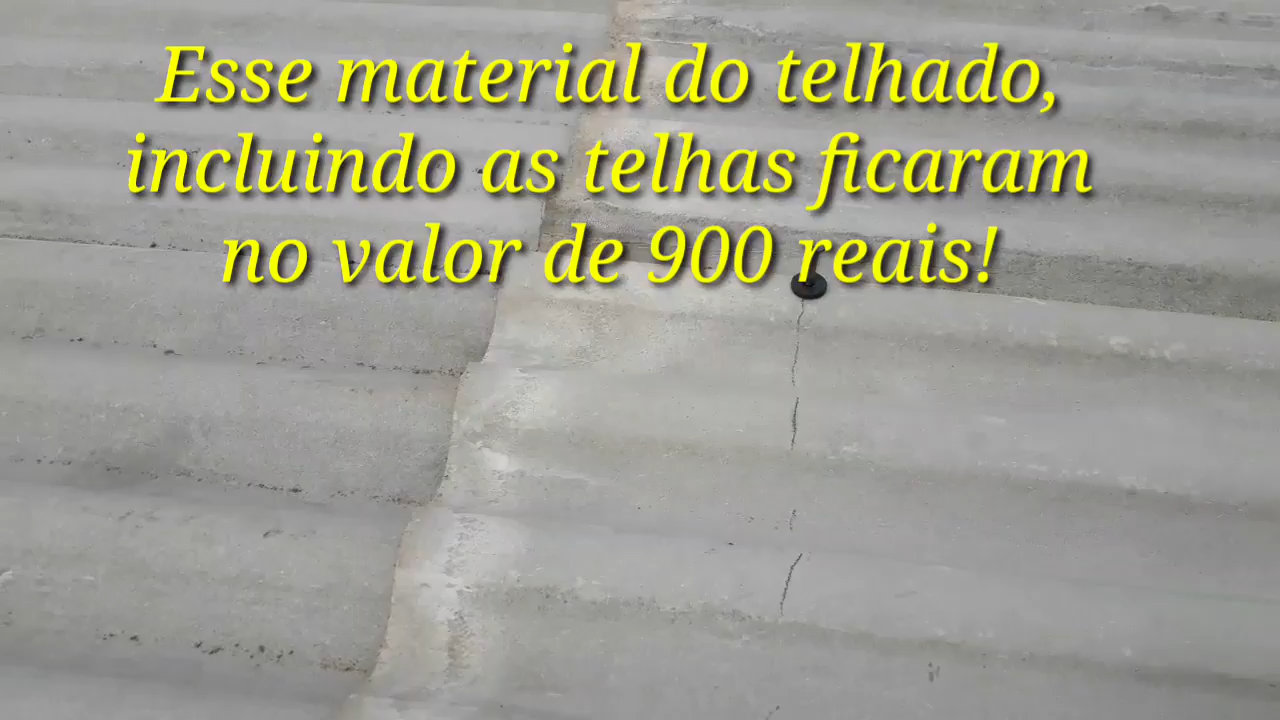 Esse material do telhado,
incluindo as telhas ficaram
no valor de 900 reais!